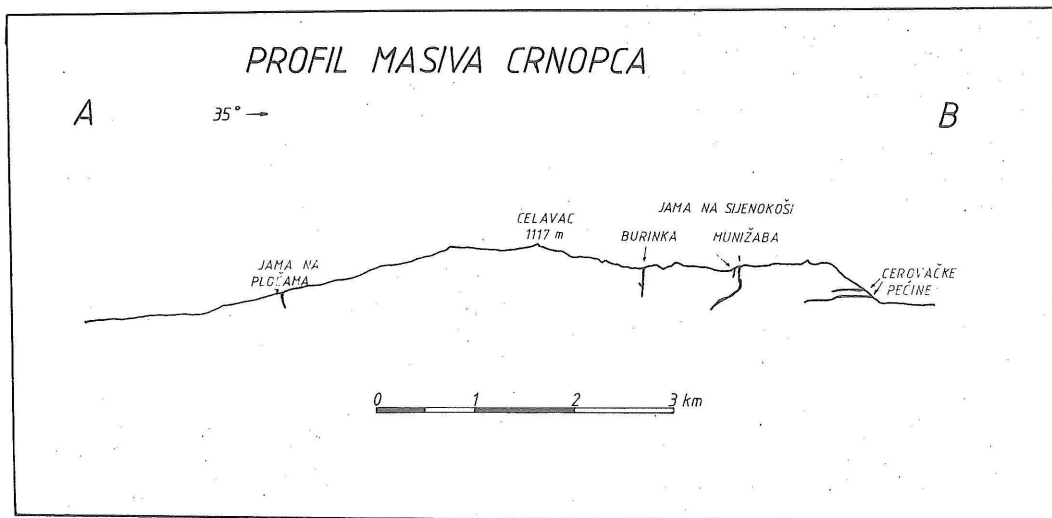 PROFIL MASIVA CRNOPCA
A
35°
B
JAMA NA SIJENOKOŠI
CELAVAC
1117 m
BURINKA
MUNIŽABA
JAMA NA
PLOČAMA
CEROVAČKE
PEĆINE
0 1 2 3 km